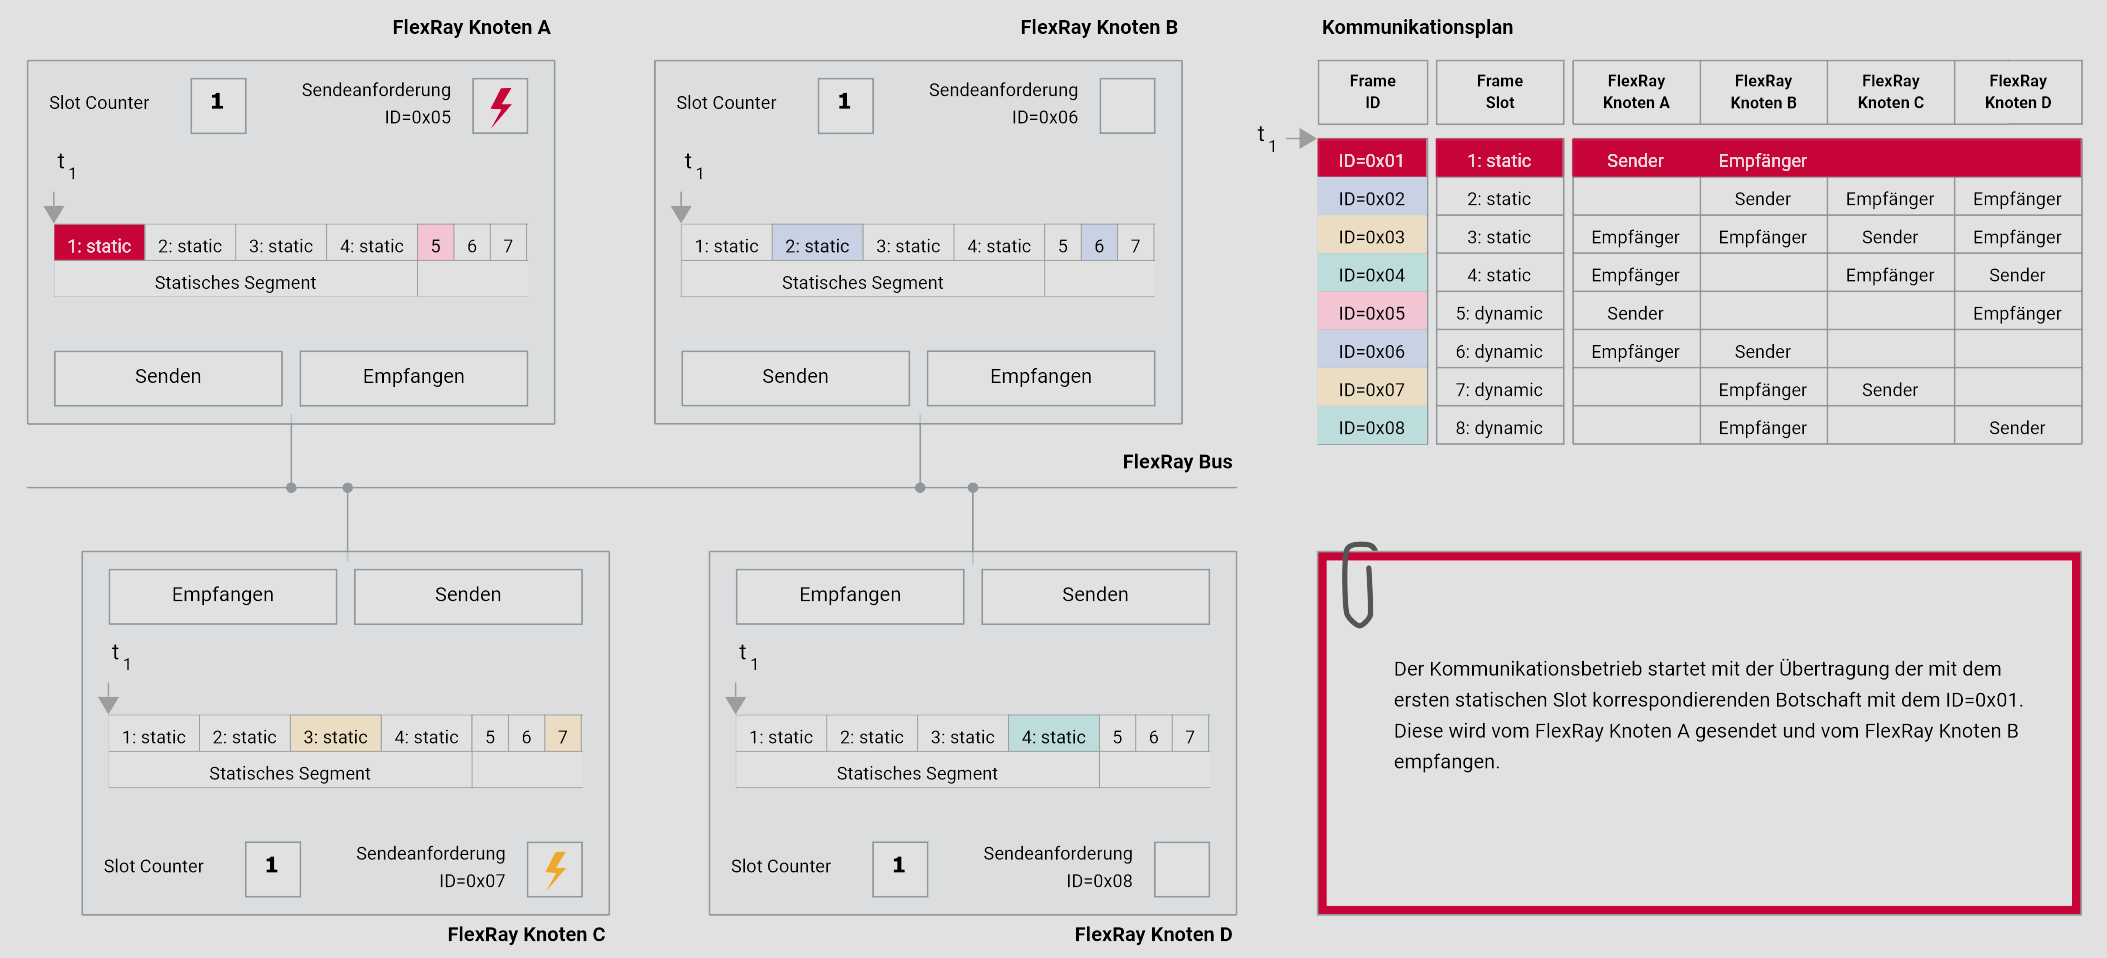 FlexRay Knoten A
Slot Counter
1
Sendeanforderung
ID=0x05
t 1
1: static 2: static 3: static 4: static 5 6 7
Statisches Segment
Senden Empfangen
FlexRay Knoten B
Slot Counter
1
Sendeanforderung
ID=0x06
t 1
1: static 2: static 3: static 4: static 5 6 7
Statisches Segment
Senden Empfangen
FlexRay Bus
Empfangen Senden
t 1
1: static 2: static 3: static 4: static 5 6 7
Statisches Segment
Slot Counter
1
Sendeanforderung
ID=0x07
FlexRay Knoten C
Empfangen Senden
t 1
1: static 2: static 3: static 4: static 5 6 7
Statisches Segment
Slot Counter
1
Sendeanforderung
ID=0x08
FlexRay Knoten D
Kommunikationsplan
Frame Frame FlexRay FlexRay FlexRay FlexRay
ID Slot Knoten A Knoten B Knoten C Knoten D
t 1
ID=0x01 1: static Sender Empfänger
ID=0x02 2: static Sender Empfänger Empfänger
ID=0x03 3: static Empfänger Empfänger Sender Empfänger
ID=0x04 4: static Empfänger Empfänger Sender
ID=0x05 5: dynamic Sender Empfänger
ID=0x06 6: dynamic Empfänger Sender
ID=0x07 7: dynamic Empfänger Sender
ID=0x08 8: dynamic Empfänger Sender
Der Kommunikationsbetrieb startet mit der Übertragung der mit dem
ersten statischen Slot korrespondierenden Botschaft mit dem ID=0x01.
Diese wird vom FlexRay Knoten A gesendet und vom FlexRay Knoten B
empfangen.